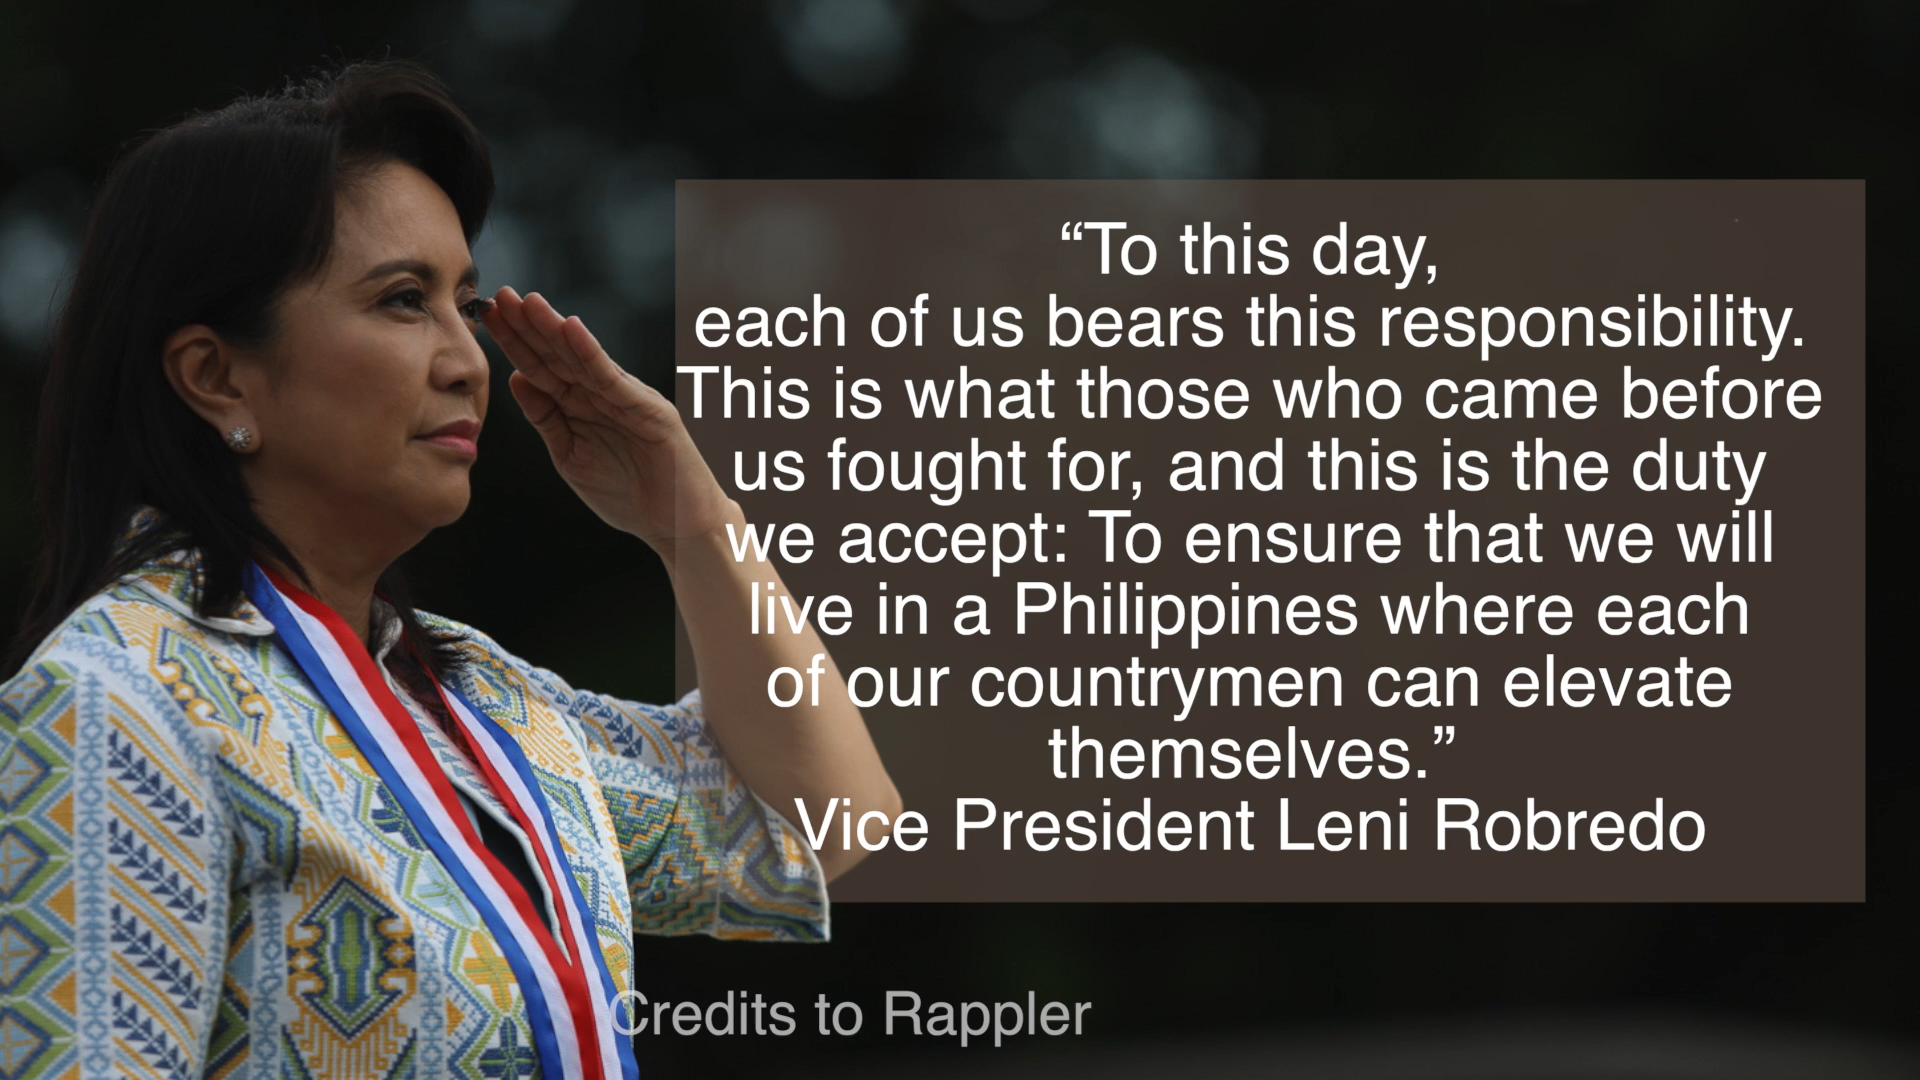 “To this day,
each of us bears this responsibility.
This is what those who came before
us fought for, and this is the duty
we accept: To ensure that we will
live in a Philippines where each
of our countrymen can elevate
themselves.”
Vice President Leni Robredo
Credits to Rappler